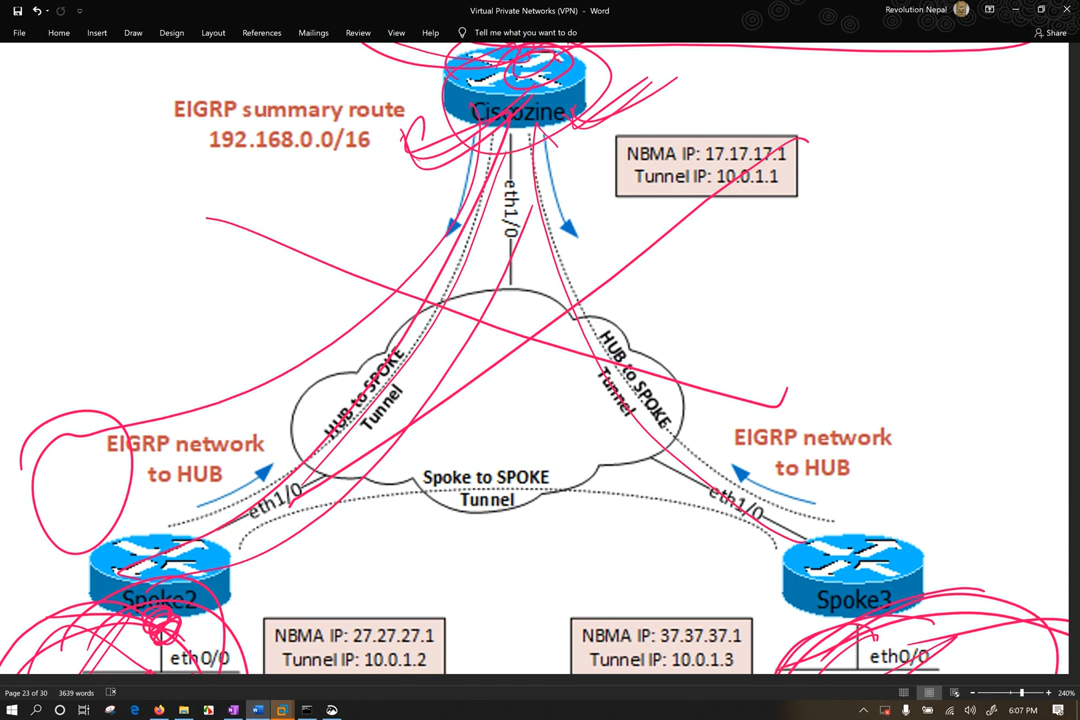 Virtual Private Networks (VPN) - Word
Revolution Nepal
File Home Insert Draw Design Layout References Mailings Review View Help Tell me what you want to do
Share
Ciscozine
EIGRP summary route
192.168.0.0/16
NBMA IP: 17.17.17.1
Tunnel IP: 10.0.1.1
eth1/0
HUB to SPOKE
Tunnel
HUB to SPOKE
Tunnel
EIGRP network
to HUB
EIGRP network
to HUB
Spoke to SPOKE
Tunnel
eth1/0
eth1/0
Spoke2
Spoke3
NBMA IP: 27.27.27.1
Tunnel IP: 10.0.1.2
NBMA IP: 37.37.37.1
Tunnel IP: 10.0.1.3
eth0/0
eth0/0
Page 23 of 30 3639 words
240%
6:07 PM